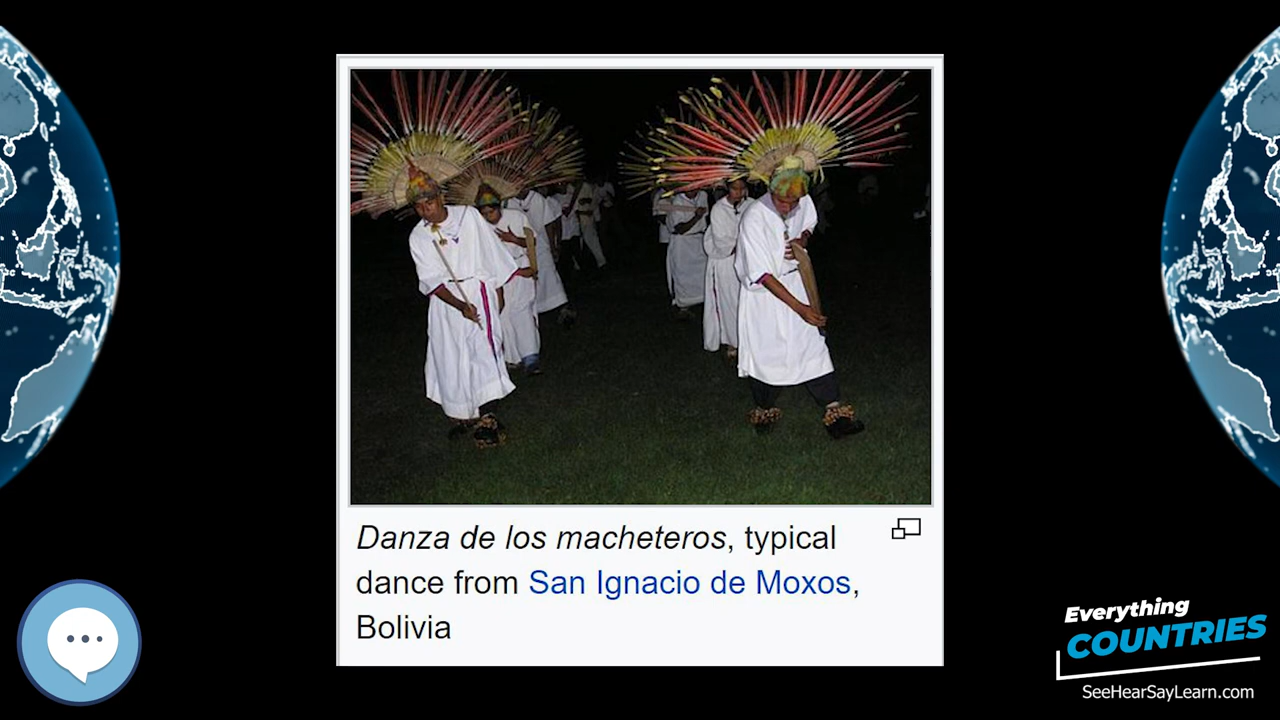 Danza de los macheteros, typical
dance from San Ignacio de Moxos,
Bolivia
Everything
COUNTRIES
SeeHearSayLearn.com